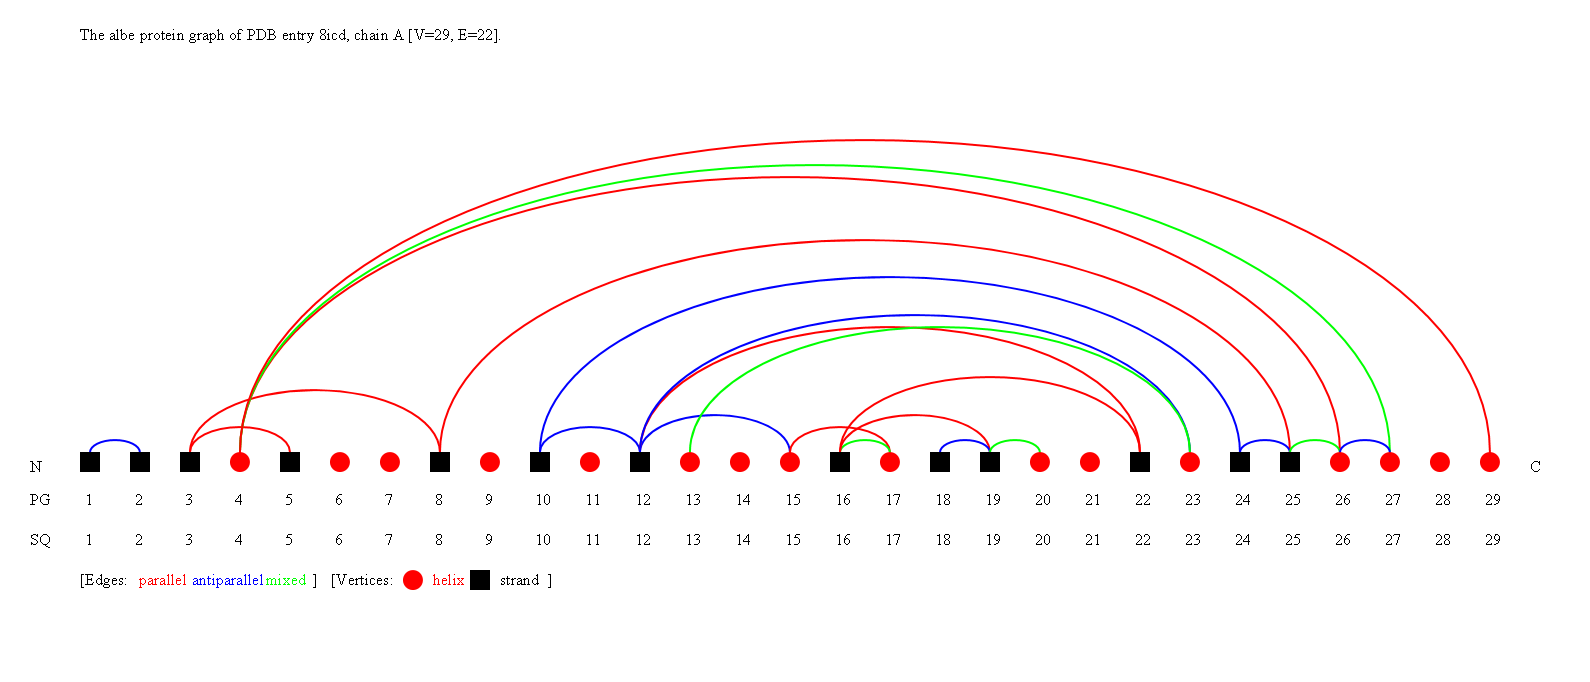 The albe protein graph of PDB entry 8icd, chain A [V=29, E=22].
N C
PG 1 2 3 4 5 6 7 8 9 10 11 12 13 14 15 16 17 18 19 20 21 22 23 24 25 26 27 28 29
SQ 1 2 3 4 5 6 7 8 9 10 11 12 13 14 15 16 17 18 19 20 21 22 23 24 25 26 27 28 29
[Edges: parallel antiparallel mixed ] [Vertices: helix strand ]